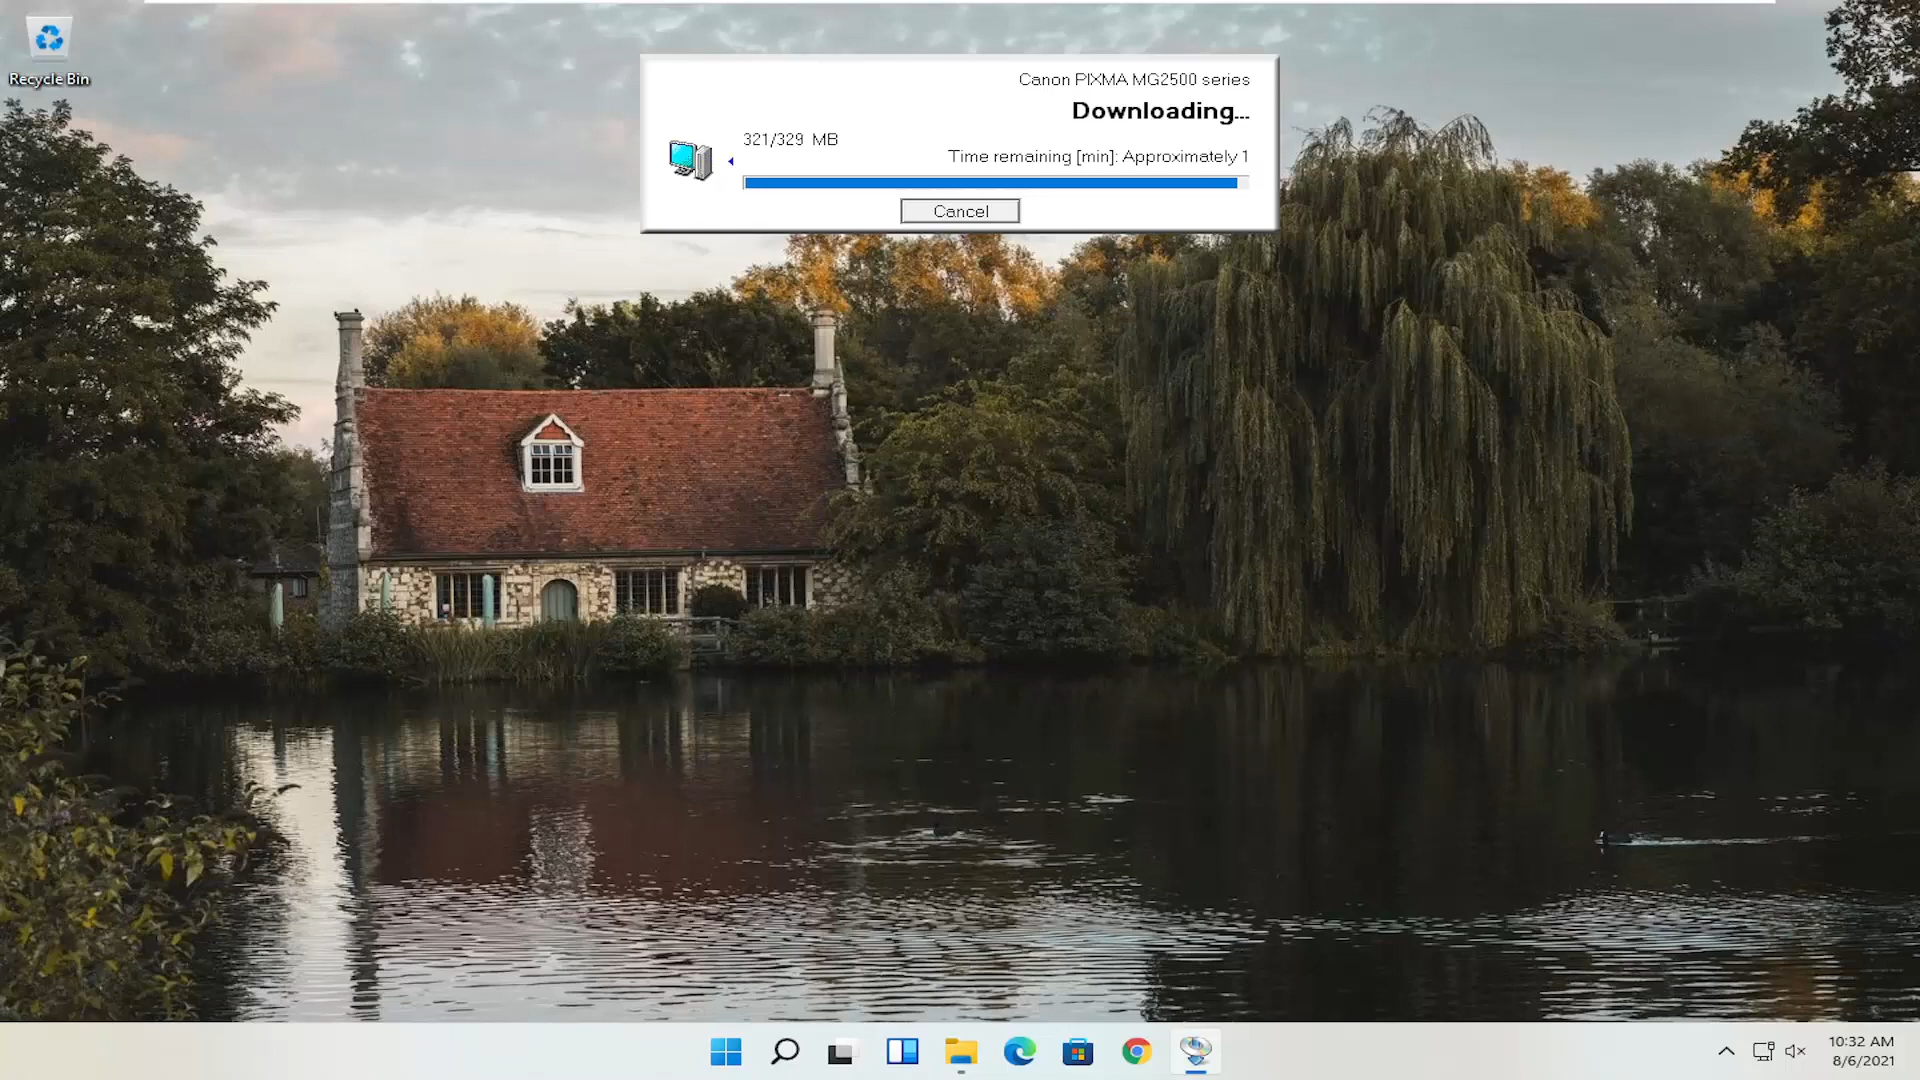 Recycle Bin
Canon PIXMA MG2500 series
Downloading...
321/329 MB
Time remaining [min]: Approximately 1
Cancel
10:32 AM
8/6/2021